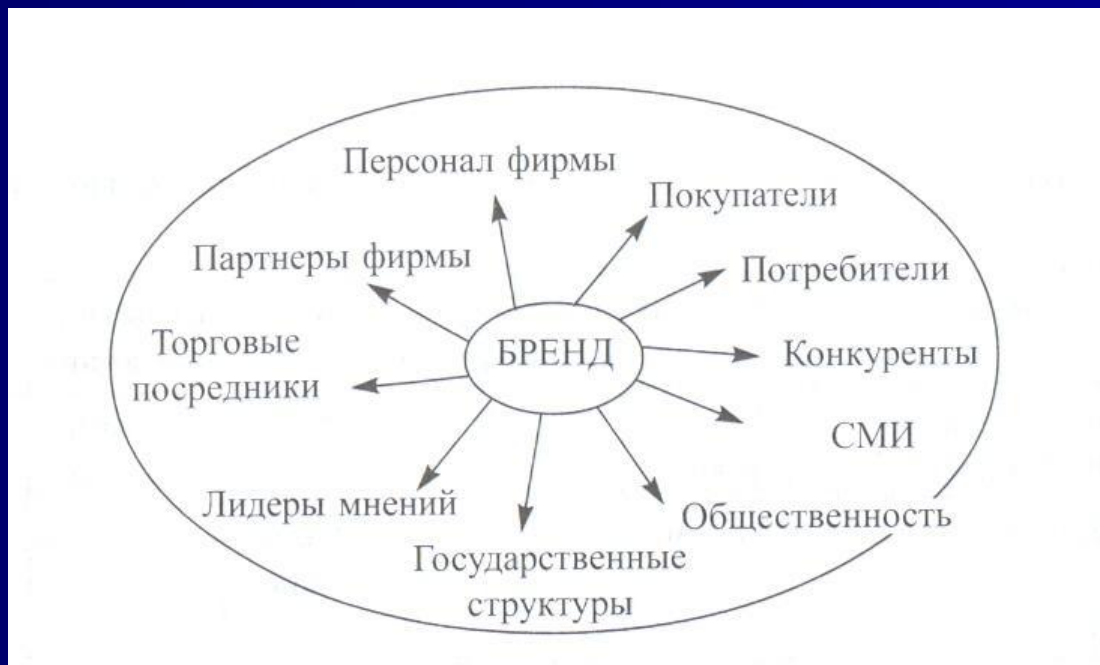 Персонал фирмы
Покупатели
Партнеры фирмы
Потребители
Торговые
посредники
БРЕНД
Конкуренты
СМИ
Лидеры мнений
Общественность
Государственные
структуры